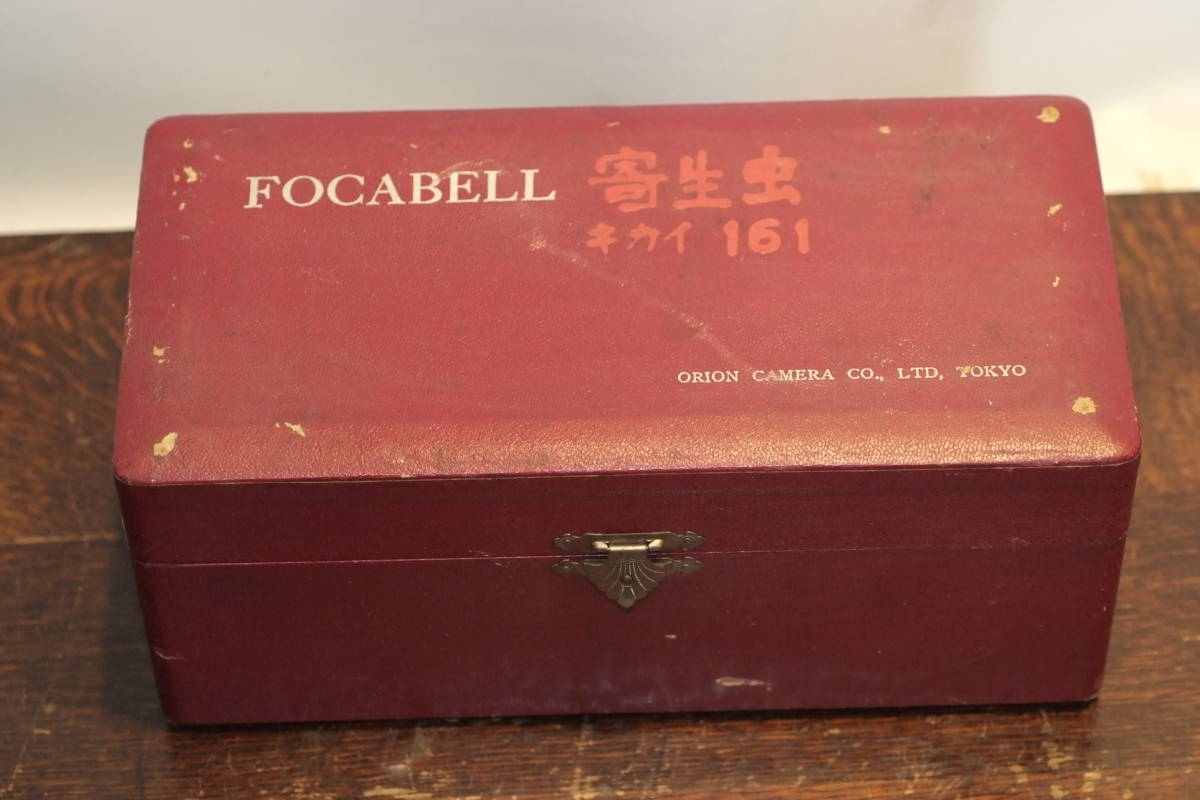 FOCABELL 寄生虫
キカイ 161
ORION CAMERA CO., LTD, TOKYO